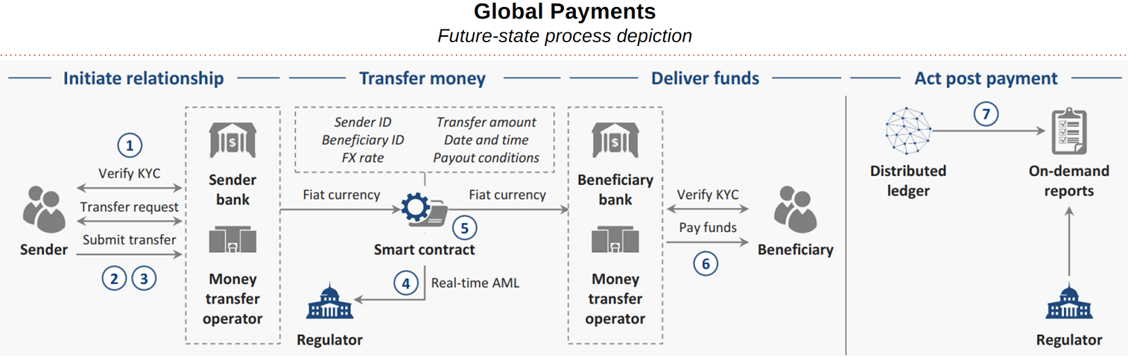 Global Payments
Future-state process depiction
Initiate relationship
Transfer money
Deliver funds
Act post payment
1
Verify KYC
Transfer request
Submit transfer
2 3
Sender
$
Sender
bank
Money
transfer
operator
Sender ID
Beneficiary ID
FX rate
Transfer amount
Date and time
Payout conditions
Fiat currency
Fiat currency
5
Smart contract
4
Real-time AML
Regulator
$
Beneficiary
bank
Money
transfer
operator
Verify KYC
Pay funds
6
Beneficiary
7
Distributed
ledger
On-demand
reports
Regulator